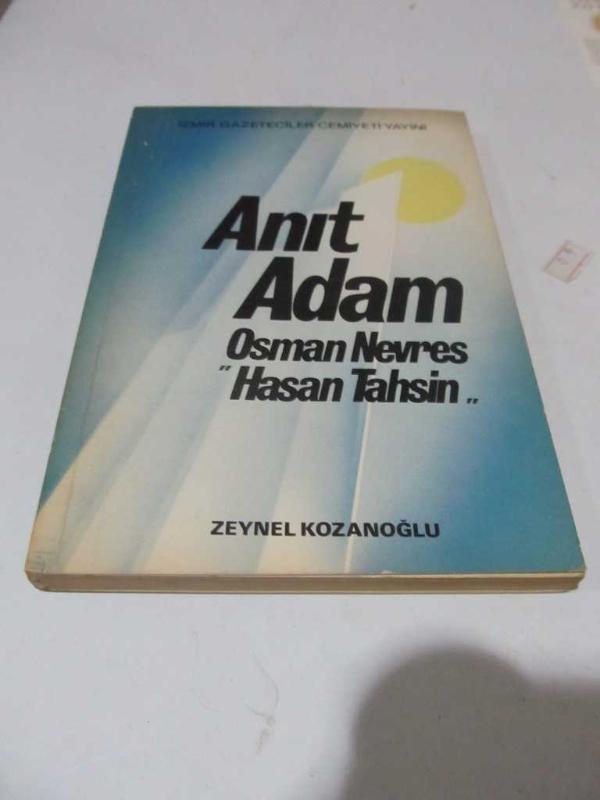 İZMİR GAZETECİLER CEMİYETİ YAYINI
Anıt
Adam
Osman Nevres
"Hasan Tahsin"
ZEYNEL KOZANOĞLU